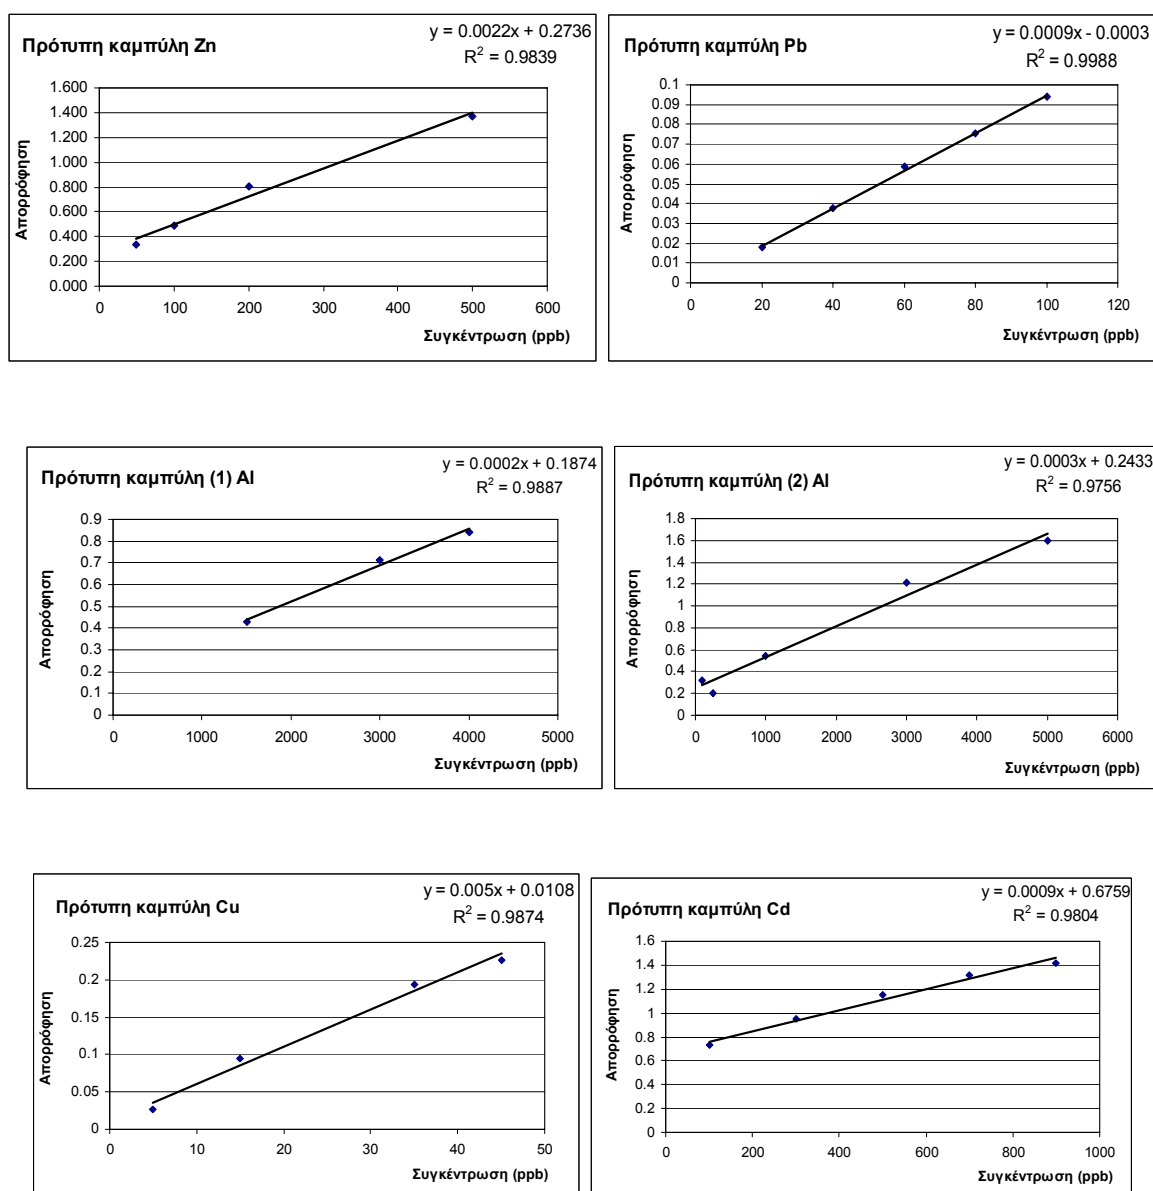 Πρότυπη καμπύλη Zn
y = 0.0022x + 0.2736
R² = 0.9839
1.600
1.400
1.200
1.000
0.800
0.600
0.400
0.200
0.000
Απορρόφηση
0 100 200 300 400 500 600
Συγκέντρωση (ppb)
Πρότυπη καμπύλη Pb
y = 0.0009x - 0.0003
R² = 0.9988
0.1
0.09
0.08
0.07
0.06
0.05
0.04
0.03
0.02
0.01
0
Απορρόφηση
0 20 40 60 80 100 120
Συγκέντρωση (ppb)
Πρότυπη καμπύλη (1) Al
y = 0.0002x + 0.1874
R² = 0.9887
0.9
0.8
0.7
0.6
0.5
0.4
0.3
0.2
0.1
0
Απορρόφηση
0 1000 2000 3000 4000 5000
Συγκέντρωση (ppb)
Πρότυπη καμπύλη (2) Al
y = 0.0003x + 0.2433
R² = 0.9756
1.8
1.6
1.4
1.2
1
0.8
0.6
0.4
0.2
0
Απορρόφηση
0 1000 2000 3000 4000 5000 6000
Συγκέντρωση (ppb)
Πρότυπη καμπύλη Cu
y = 0.005x + 0.0108
R² = 0.9874
0.25
0.2
0.15
0.1
0.05
0
Απορρόφηση
0 10 20 30 40 50
Συγκέντρωση (ppb)
Πρότυπη καμπύλη Cd
y = 0.0009x + 0.6759
R² = 0.9804
1.6
1.4
1.2
1
0.8
0.6
0.4
0.2
0
Απορρόφηση
0 200 400 600 800 1000
Συγκέντρωση (ppb)